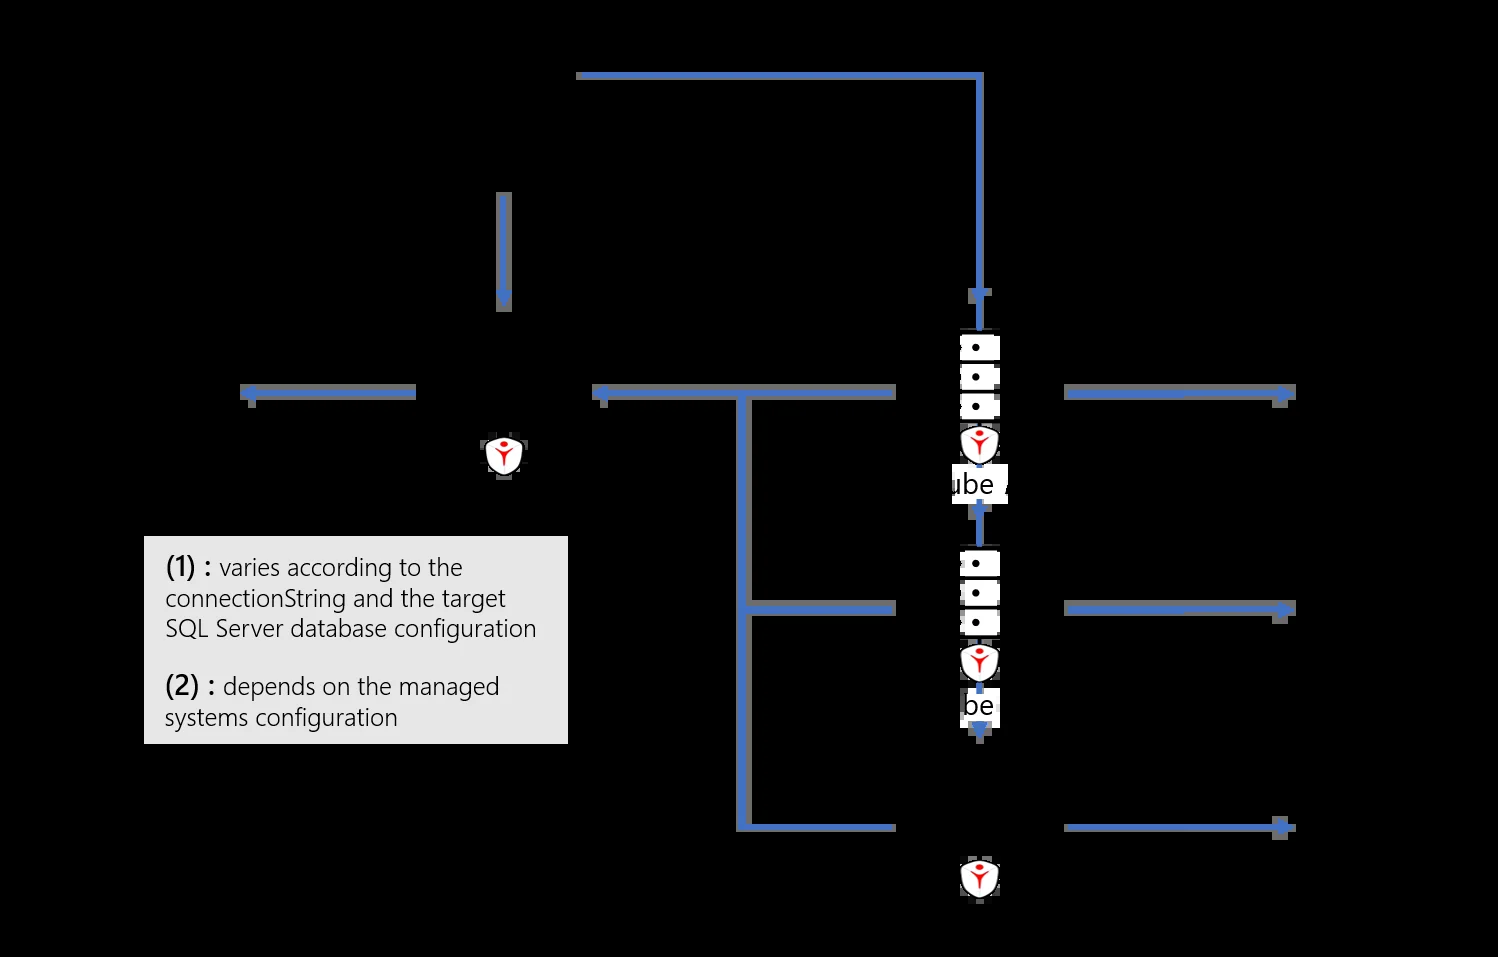 ube
(1) : varies according to the
connectionString and the target
SQL Server database configuration
(2) : depends on the managed
systems configuration
be